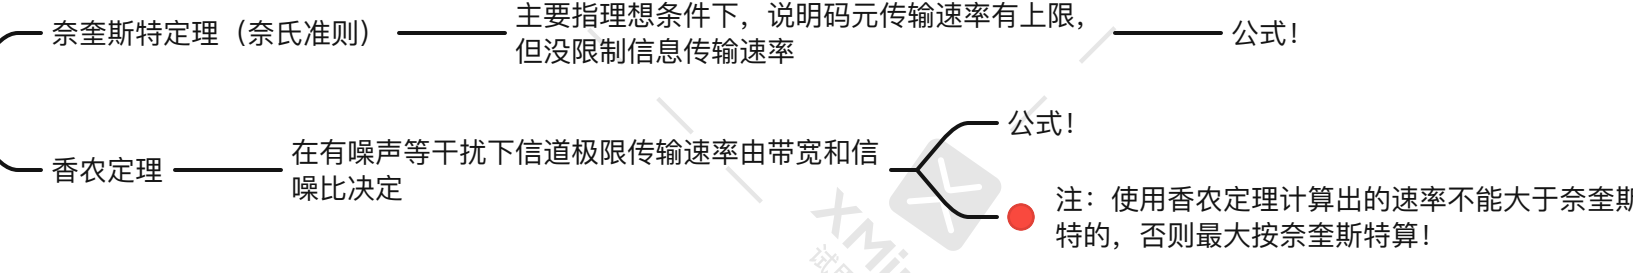 奈奎斯特定理（奈氏准则）
主要指理想条件下，说明码元传输速率有上限，
但没限制信息传输速率
公式！
香农定理
在有噪声等干扰下信道极限传输速率由带宽和信
噪比决定
公式！
注：使用香农定理计算出的速率不能大于奈奎斯
特的，否则最大按奈奎斯特算！
XMi
试用